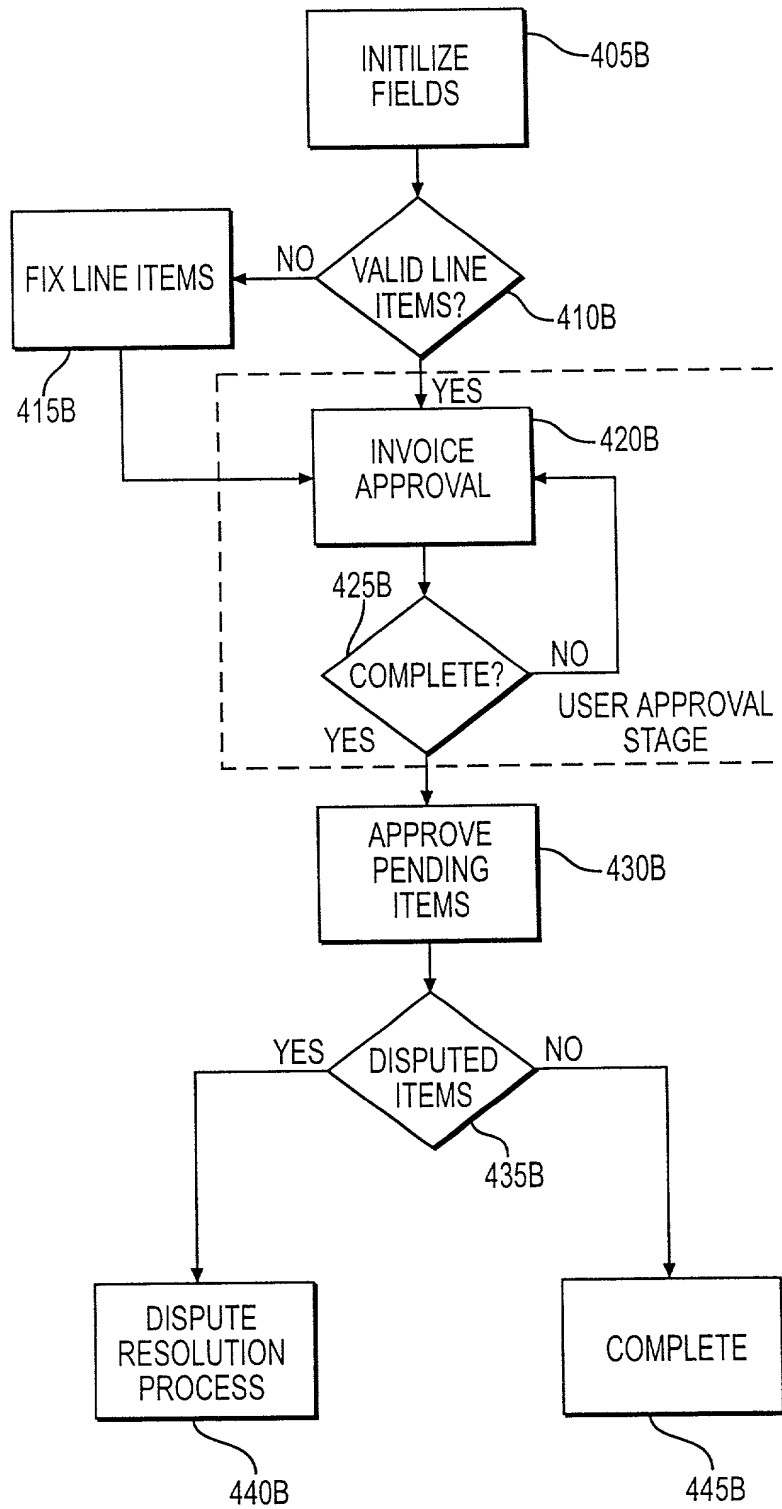 INITILIZE
FIELDS
405B
FIX LINE ITEMS
NO
VALID LINE
ITEMS?
410B
415B
YES
INVOICE
APPROVAL
420B
425B
COMPLETE?
NO
YES
USER APPROVAL
STAGE
APPROVE
PENDING
ITEMS
430B
YES
DISPUTED
ITEMS
NO
435B
DISPUTE
RESOLUTION
PROCESS
COMPLETE
440B
445B